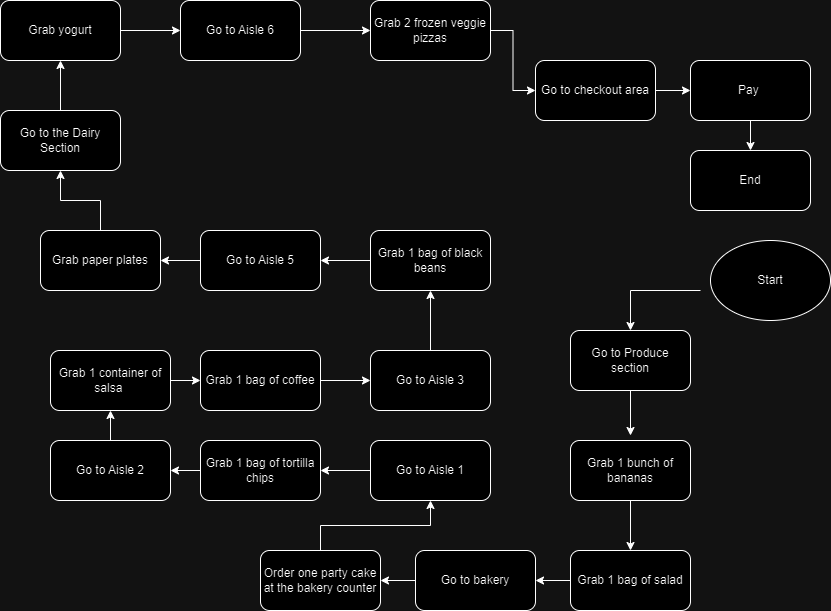 Grab yogurt
Go to Aisle 6
Grab 2 frozen veggie
pizzas
Go to checkout area
Pay
End
Go to the Dairy
Section
Grab paper plates
Go to Aisle 5
Grab 1 bag of black
beans
Start
Go to Produce
section
Grab 1 container of
salsa
Grab 1 bag of coffee
Go to Aisle 3
Go to Aisle 2
Grab 1 bag of tortilla
chips
Go to Aisle 1
Grab 1 bunch of
bananas
Order one party cake
at the bakery counter
Go to bakery
Grab 1 bag of salad